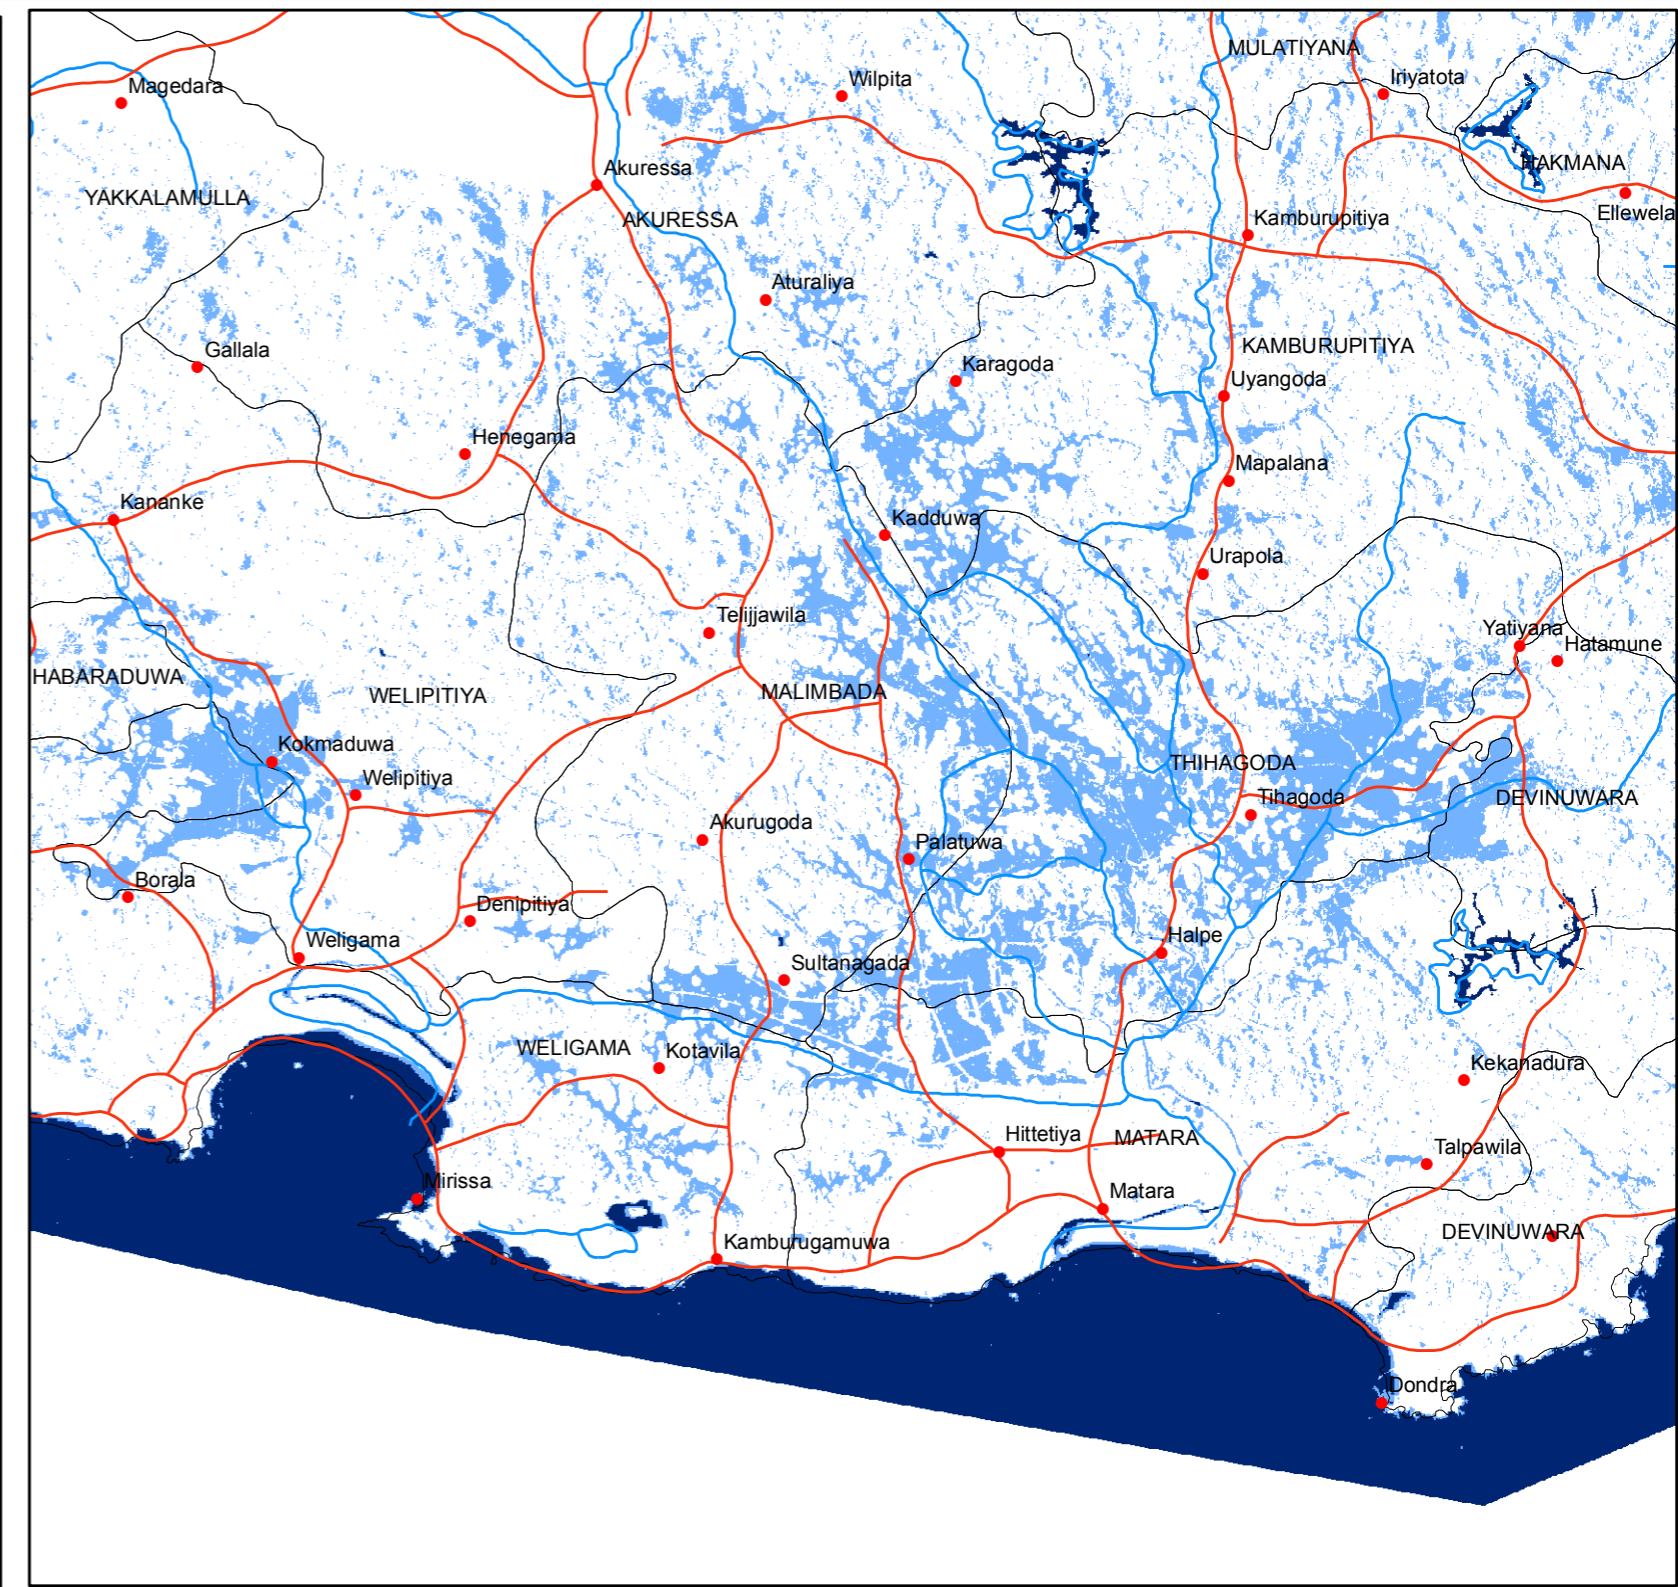 MULATIYANA
Wilpita
Iriyatota
Magedara
HAKMANA
Akuressa
YAKKALAMULLA
Ellewela
AKURESSA
Kamburupitiya
Aturaliya
KAMBURUPITIYA
Gallala
Karagoda
Uyangoda
Henegama
Mapalana
Kananke
Kadduwa
Urapola
Telijjawila
Yatiyana
Hatamune
HABARADUWA
WELIPITIYA
MALIMBADA
Kokmaduwa
THIHAGODA
Welipitiya
Tihagoda
DEVINUWARA
Akurugoda
Palatuwa
Borala
Denipitiya
Halpe
Weligama
Sultanagada
WELIGAMA
Kotavila
Kekanadura
Hittetiya
MATARA
Talpawila
Mirissa
Matara
DEVINUWARA
Kamburugamuwa
Dondra